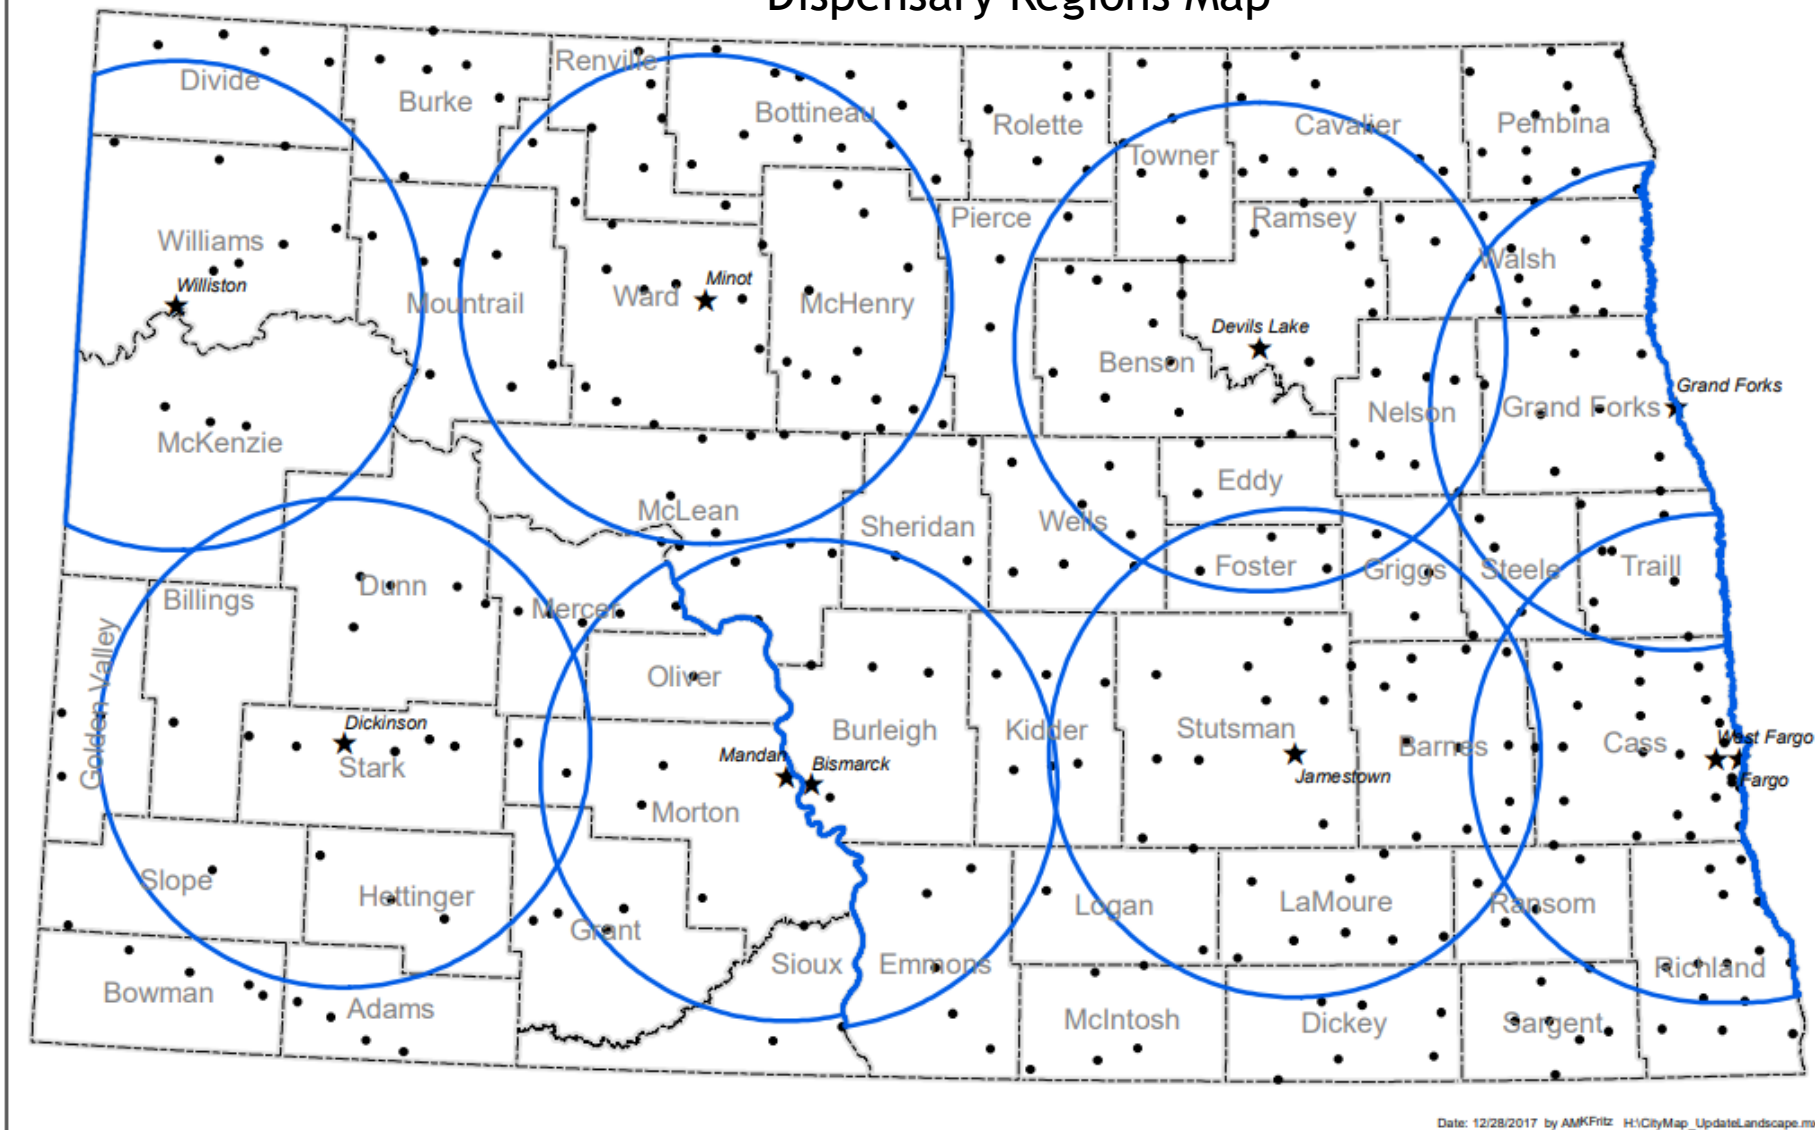 Dispensary Regions Map
Renville
Divide
Burke
Bottineau
Rolette
Cavalier
Pembina
Towner
Pierce
Ramsey
Williams
Walsh
Williston
Minot
Mountrail
Ward
McHenry
Devils Lake
Benson
Grand Forks
Nelson
Grand Forks
McKenzie
Eddy
McLean
Sheridan
Wells
Foster
Griggs
Steele
Traill
Dunn
Billings
Mercer
Golden Valley
Oliver
Dickinson
Burleigh
Kidder
Stutsman
Barnes
Cass
West Fargo
Mandan
Bismarck
Stark
Jamestown
Fargo
Morton
Slope
Hettinger
Logan
LaMoure
Ransom
Grant
Sioux
Emmons
Richland
Bowman
Adams
McIntosh
Dickey
Sargent
Date: 12/28/2017 by AMKFritz H:\CityMap_UpdateLandscape.m